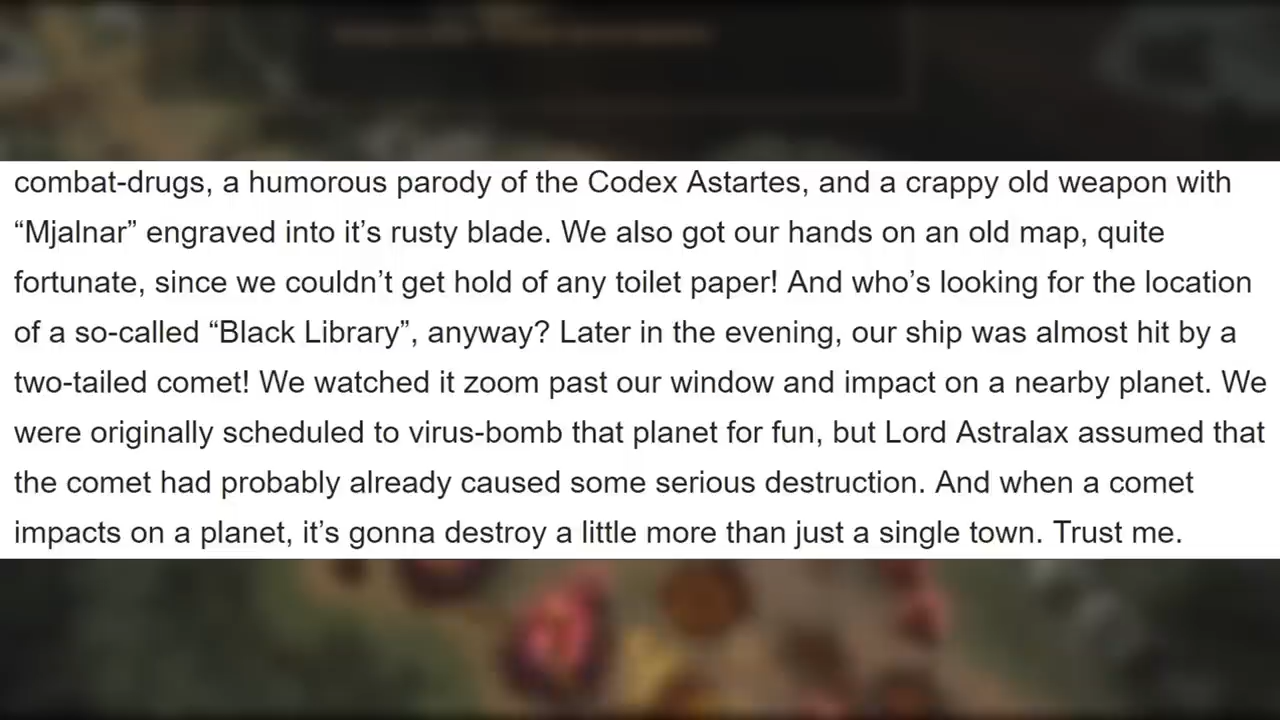 combat-drugs, a humorous parody of the Codex Astartes, and a crappy old weapon with
“Mjalnar” engraved into it’s rusty blade. We also got our hands on an old map, quite
fortunate, since we couldn’t get hold of any toilet paper! And who’s looking for the location
of a so-called “Black Library”, anyway? Later in the evening, our ship was almost hit by a
two-tailed comet! We watched it zoom past our window and impact on a nearby planet. We
were originally scheduled to virus-bomb that planet for fun, but Lord Astralax assumed that
the comet had probably already caused some serious destruction. And when a comet
impacts on a planet, it’s gonna destroy a little more than just a single town. Trust me.